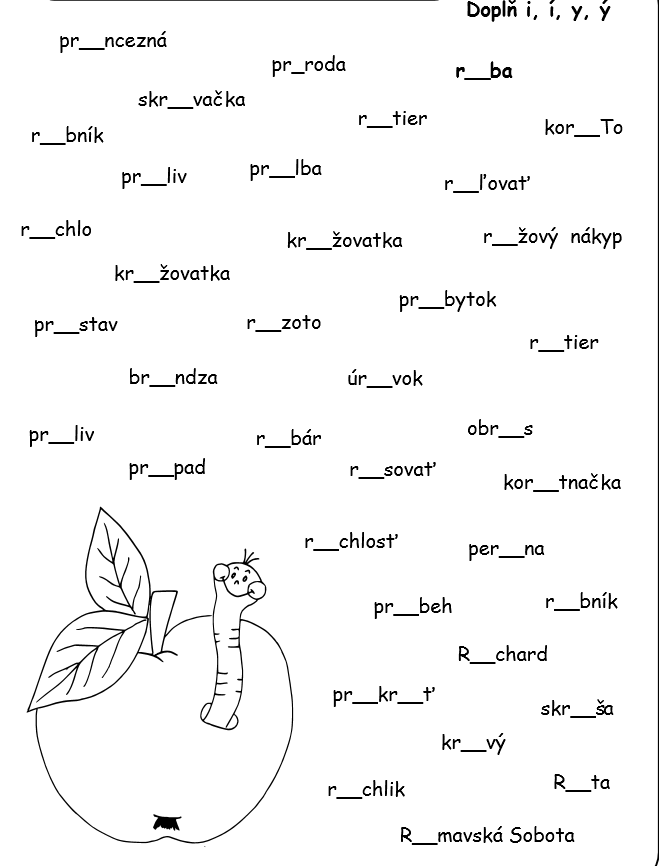 Doplň i, í, y, ý
pr__ncezná
pr_roda
r__ba
skr__vačka
r__tier
kor__To
r__bník
pr__liv
pr__lba
r__ľovať
r__chlo
kr__žovatka
r__žový nákyp
kr__žovatka
pr__bytok
pr__stav
r__zoto
r__tier
br__ndza
úr__vok
pr__liv
r__bár
obr__s
pr__pad
r__sovať
kor__tnačka
r__chlosť
per__na
pr__beh
r__bník
R__chard
pr__kr__ť
skr__ša
kr__vý
r__chlik
R__ta
R__mavská Sobota